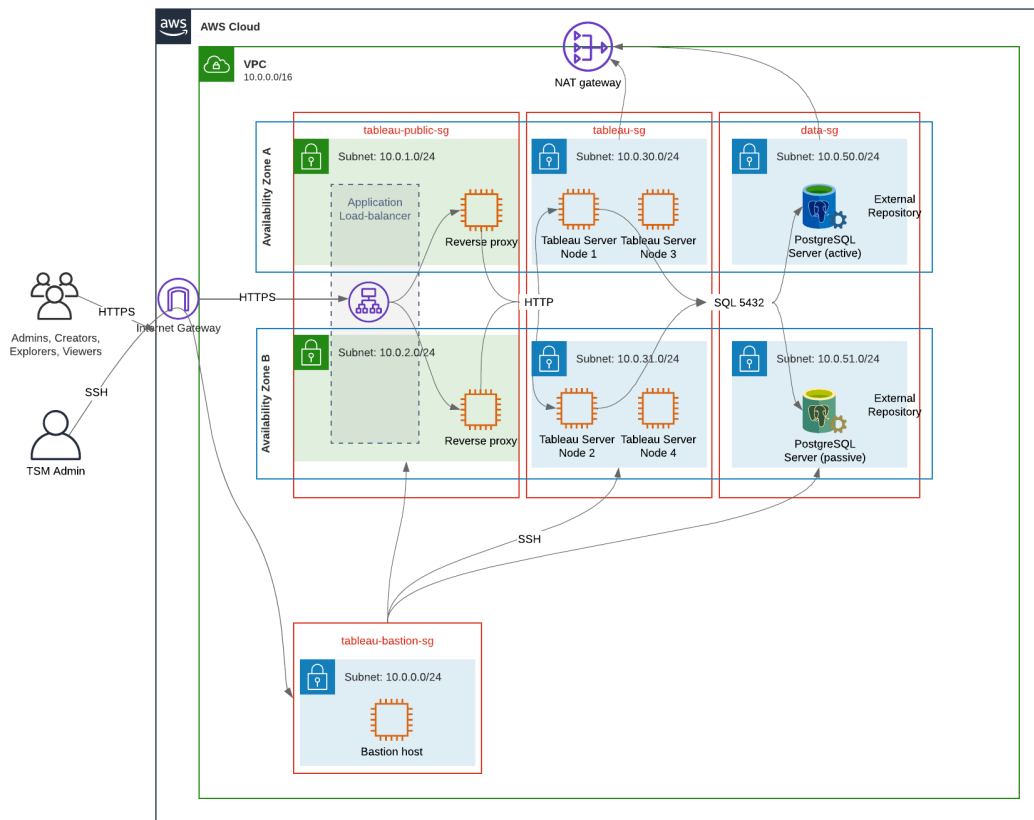 aws
AWS Cloud
VPC
10.0.0.0/16
NAT gateway
tableau-public-sg
tableau-sg
data-sg
Availability Zone A
Subnet: 10.0.1.0/24
Subnet: 10.0.30.0/24
Subnet: 10.0.50.0/24
Application
Load-balancer
Reverse proxy
Tableau Server
Node 1
Tableau Server
Node 3
PostgreSQL
Server (active)
External
Repository
HTTPS
Admins, Creators,
Explorers, Viewers
Internet Gateway
HTTPS
HTTP
SQL 5432
SSH
TSM Admin
Availability Zone B
Subnet: 10.0.2.0/24
Subnet: 10.0.31.0/24
Subnet: 10.0.51.0/24
Reverse proxy
Tableau Server
Node 2
Tableau Server
Node 4
PostgreSQL
Server (passive)
External
Repository
SSH
tableau-bastion-sg
Subnet: 10.0.0.0/24
Bastion host